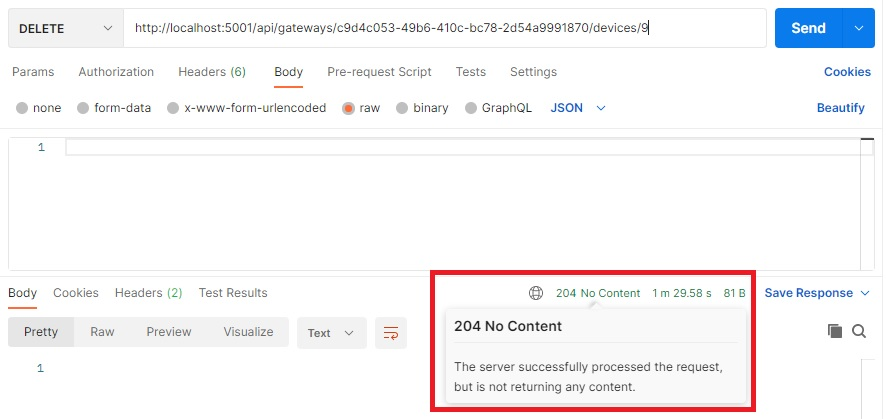 DELETE http://localhost:5001/api/gateways/c9d4c053-49b6-410c-bc78-2d54a9991870/devices/9 Send
Params Authorization Headers (6) Body Pre-request Script Tests Settings Cookies
none form-data x-www-form-urlencoded raw binary GraphQL JSON Beautify
1
Body Cookies Headers (2) Test Results 204 No Content 1 m 29.58 s 81 B Save Response
Pretty Raw Preview Visualize Text
204 No Content
1
The server successfully processed the request,
but is not returning any content.